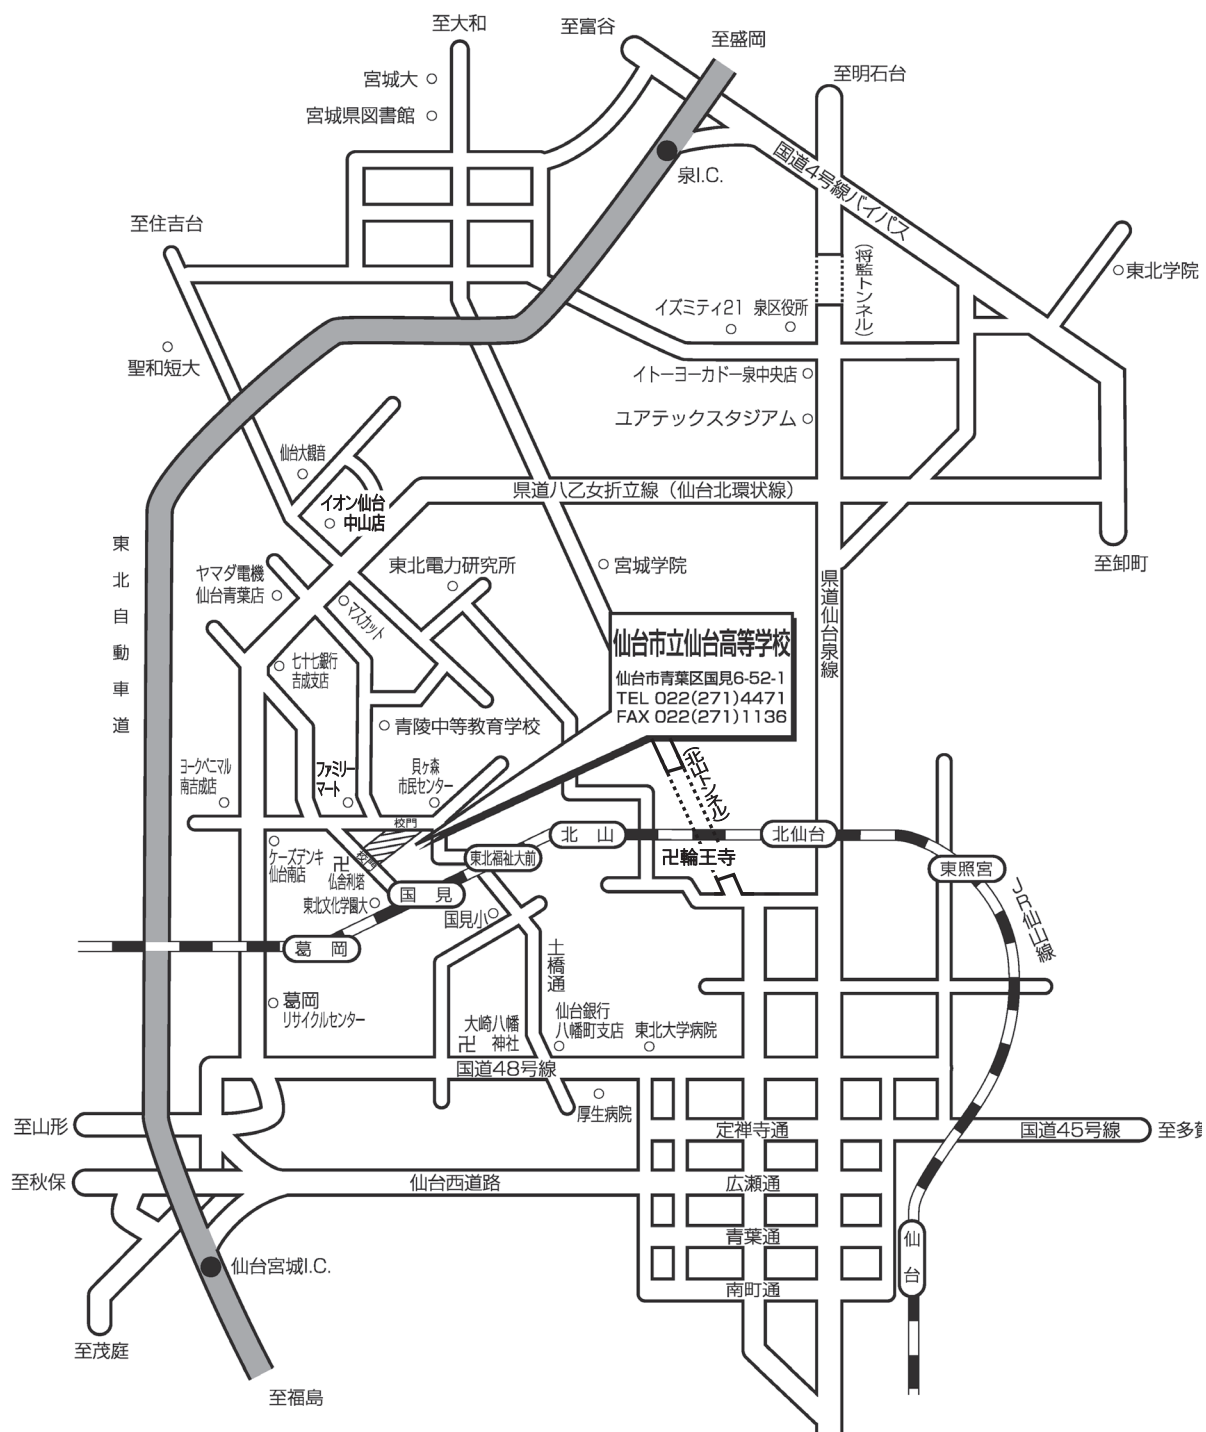 至大和
至富谷
至盛岡
宮城大
至明石台
宮城県図書館
国道4号線バイパス
泉I.C.
至住吉台
(将監トンネル)
東北学院
イズミティ21
泉区役所
聖和短大
イトーヨーカドー泉中央店
ユアテックスタジアム
仙台大観音
県道八乙女折立線(仙台北環状線)
イオン仙台
中山店
東北自動車道
至卸町
ヤマダ電機
仙台青葉店
東北電力研究所
宮城学院
マスカット
県道仙台泉線
仙台市立仙台高等学校
仙台市青葉区国見6-52-1
TEL 022(271)4471
FAX 022(271)1136
七十七銀行
吉成支店
青陵中等教育学校
ヨークベニマル
南吉成店
ファミリー
マート
貝ヶ森
市民センター
(北山トンネル)
校門
北山
北仙台
ケーズデンキ
仙台南店
卍
仏舎利塔
校門
東北福祉大前
卍輪王寺
東照宮
東北文化学園大
国見
国見小
JR仙山線
葛岡
土橋通
葛岡
リサイクルセンター
大崎八幡
卍 神社
仙台銀行
八幡町支店
東北大学病院
国道48号線
厚生病院
至山形
定禅寺通
国道45号線
至多賀
至秋保
仙台西道路
広瀬通
青葉通
仙台
仙台宮城I.C.
南町通
至茂庭
至福島